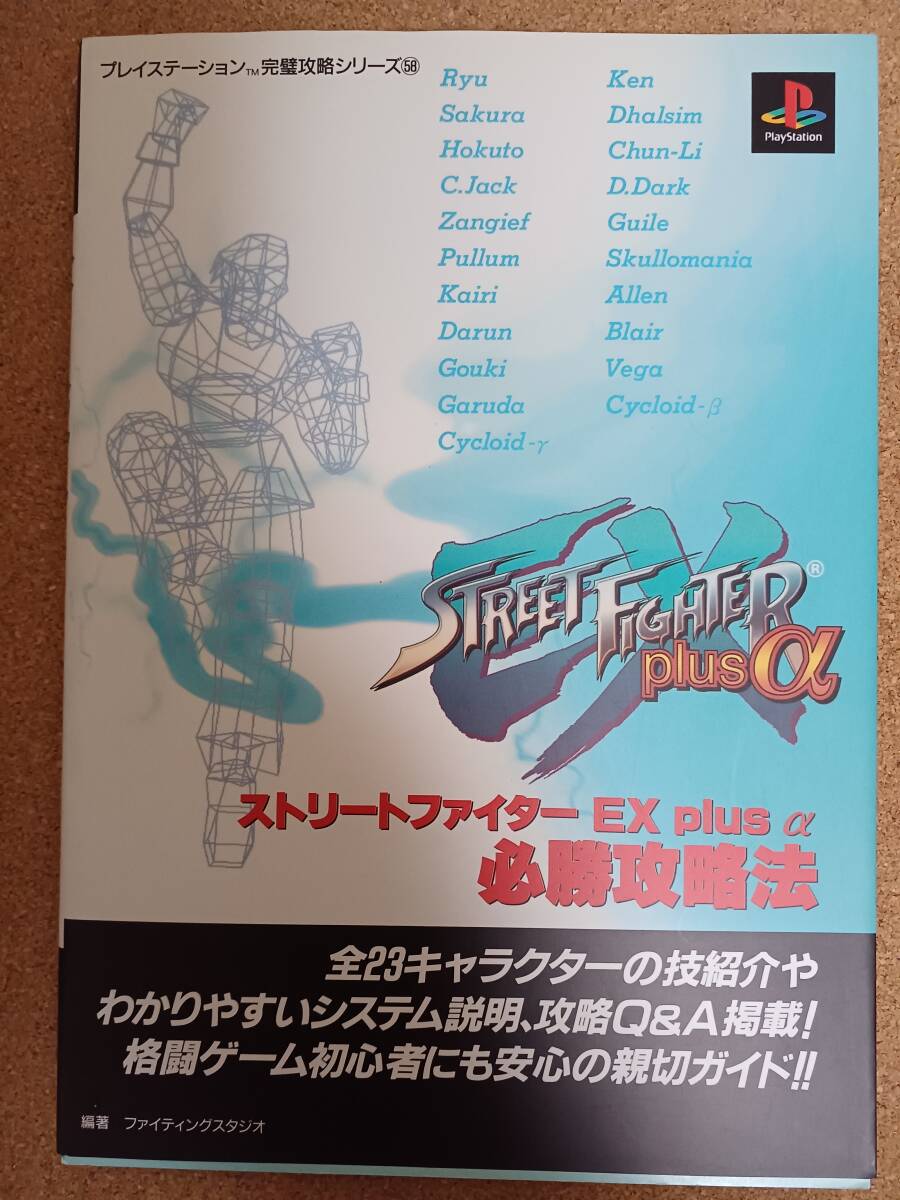 プレイステーション™完璧攻略シリーズ58
PlayStation
Ryu Ken
Sakura Dhalsim
Hokuto Chun-Li
C.Jack D.Dark
Zangief Guile
Pullum Skullomania
Kairi Allen
Darun Blair
Gouki Vega
Garuda Cycloid-β
Cycloid-γ
EX
STREET FIGHTER®
plus α
ストリートファイター EX plus α
必勝攻略法
全23キャラクターの技紹介や
わかりやすいシステム説明、攻略Q&A掲載!
格闘ゲーム初心者にも安心の親切ガイド!!
編著 ファイティングスタジオ